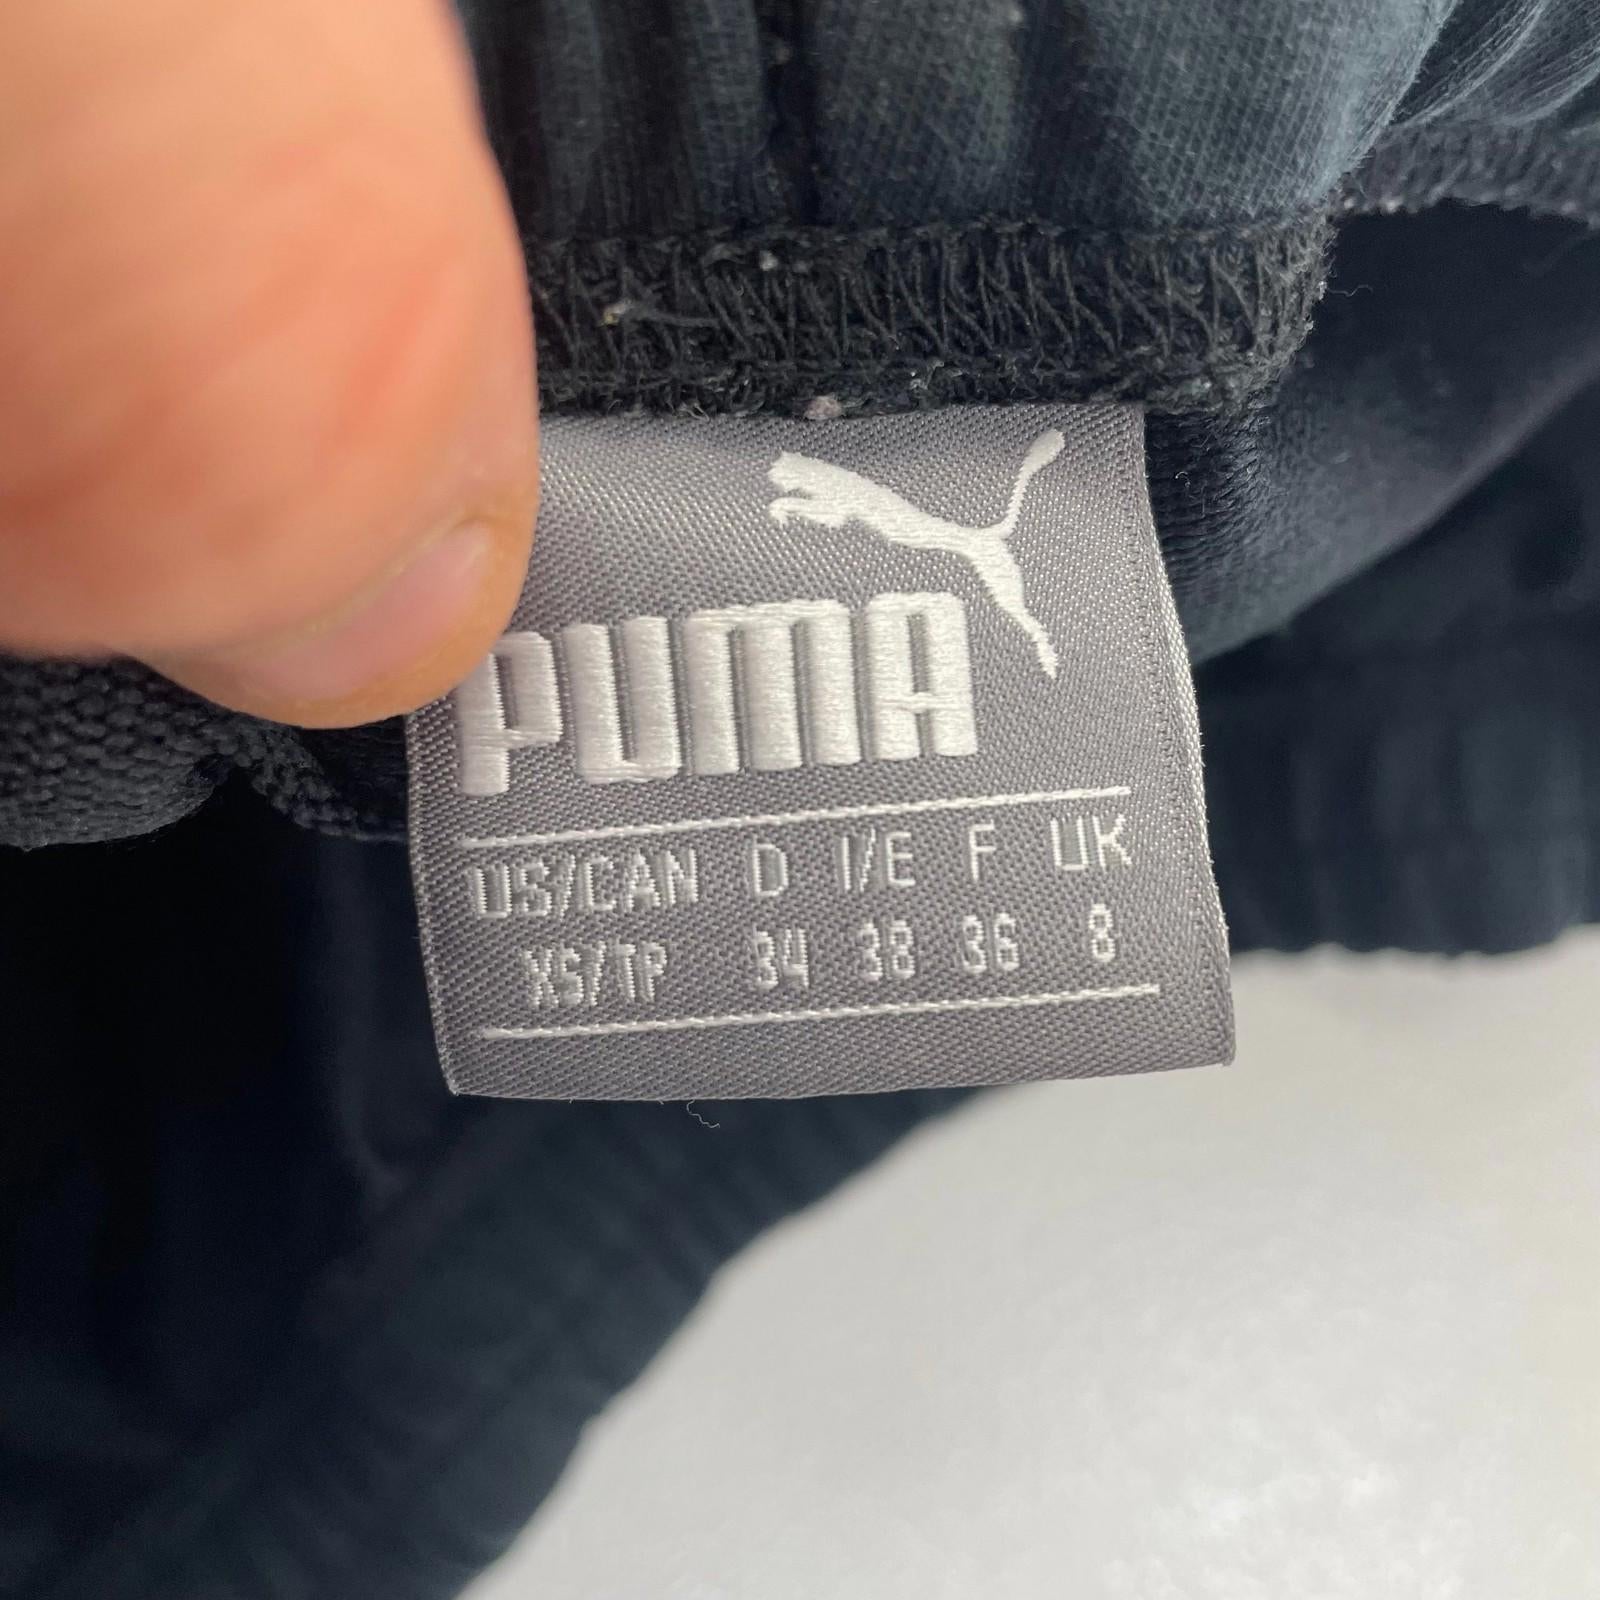 PUMA
US/CAN D I/E F UK
XS/TP 34 38 36 8